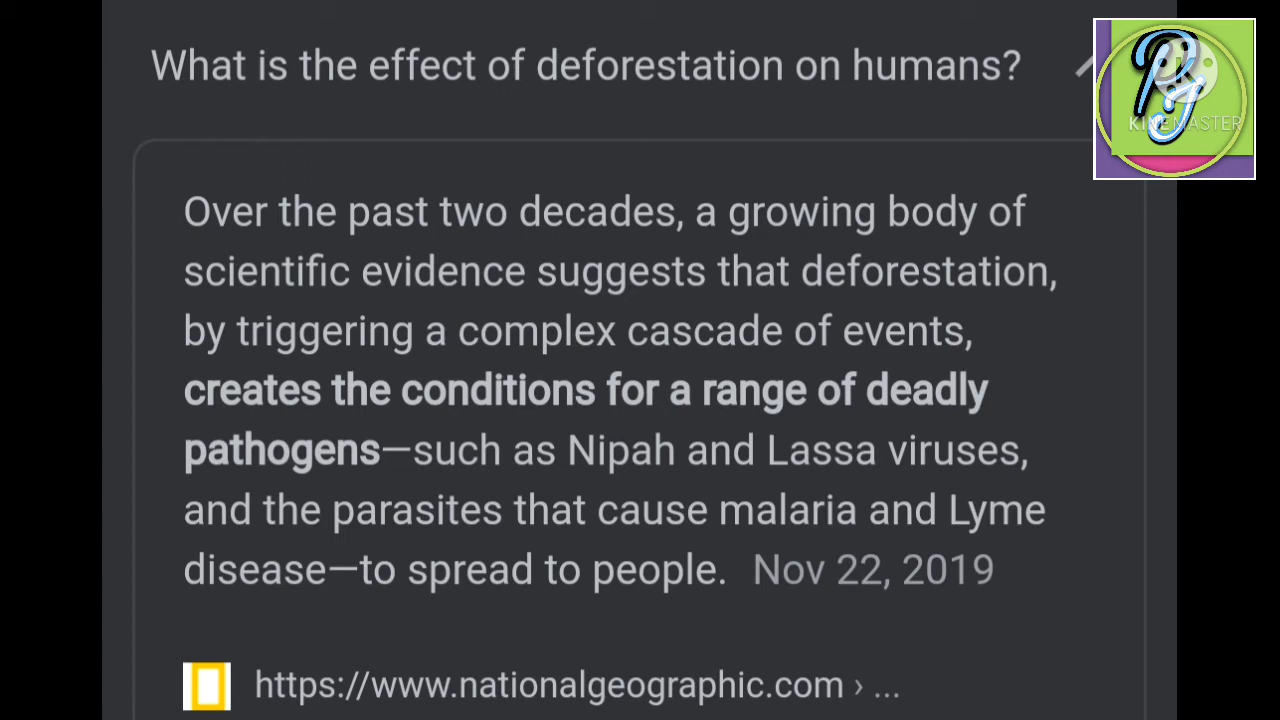 What is the effect of deforestation on humans?
KINEMASTER
Over the past two decades, a growing body of
scientific evidence suggests that deforestation,
by triggering a complex cascade of events,
creates the conditions for a range of deadly
pathogens—such as Nipah and Lassa viruses,
and the parasites that cause malaria and Lyme
disease—to spread to people. Nov 22, 2019
https://www.nationalgeographic.com › ...